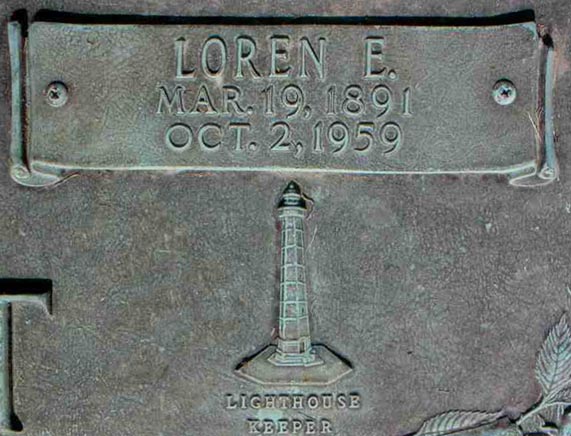 LOREN E.
MAR. 19, 1891
OCT. 2, 1959
LIGHTHOUSE
KEEPER